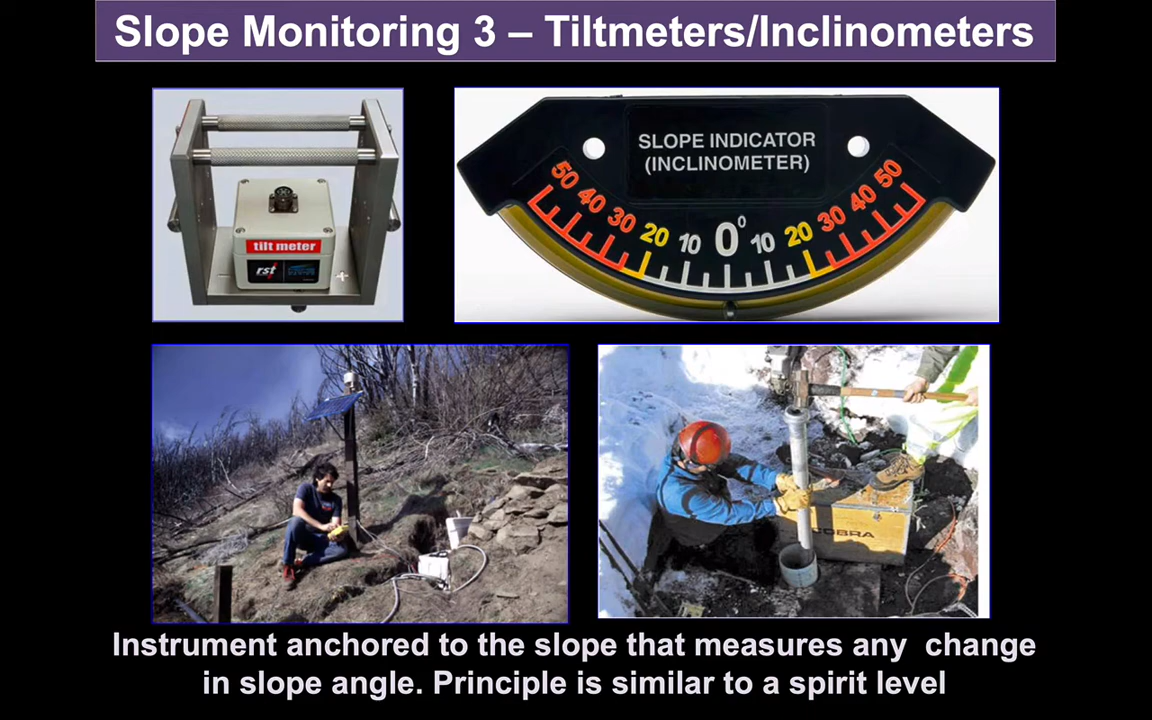 Slope Monitoring 3 – Tiltmeters/Inclinometers
tilt meter
rst
SLOPE INDICATOR
(INCLINOMETER)
50 40 30 20 10 0⁰ 10 20 30 40 50
COBRA
Instrument anchored to the slope that measures any change
in slope angle. Principle is similar to a spirit level